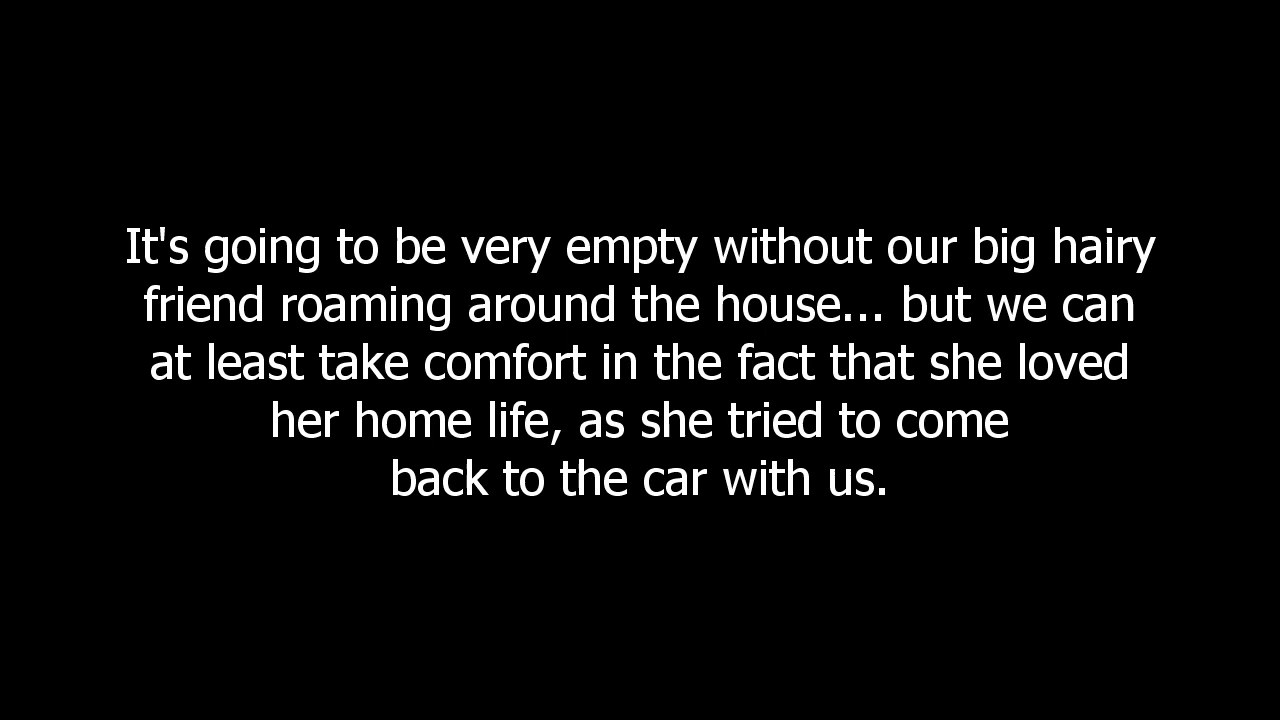 It's going to be very empty without our big hairy
friend roaming around the house... but we can
at least take comfort in the fact that she loved
her home life, as she tried to come
back to the car with us.